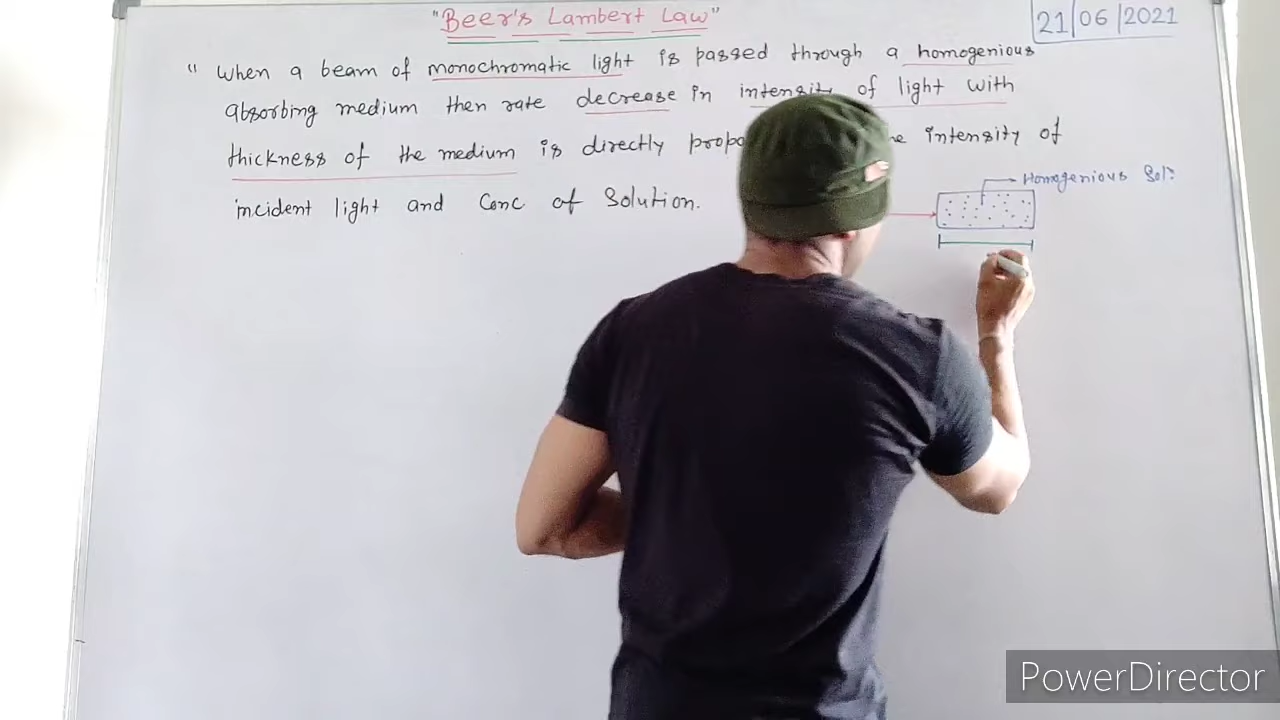 "Beer's Lambert Law"
21/06/2021
" When a beam of monochromatic light is passed through a homogenious
absorbing medium then rate decrease in intensity of light with
thickness of the medium is directly propo e intensity of
incident light and Conc of Solution.
Homogenious Sol?
PowerDirector